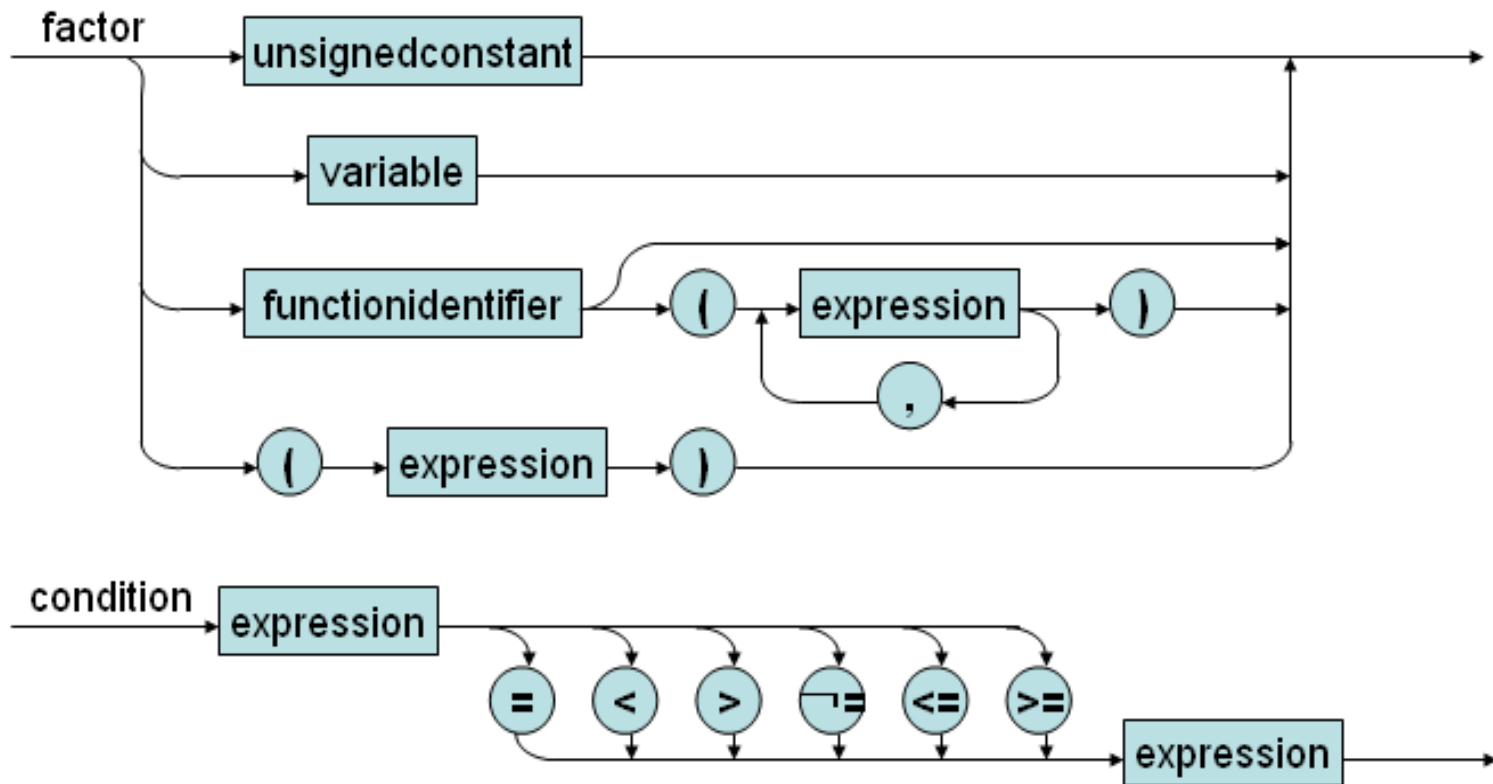 factor
unsignedconstant
variable
functionidentifier ( expression )
,
( expression )
condition
expression
= < > ¬= <= >=
expression